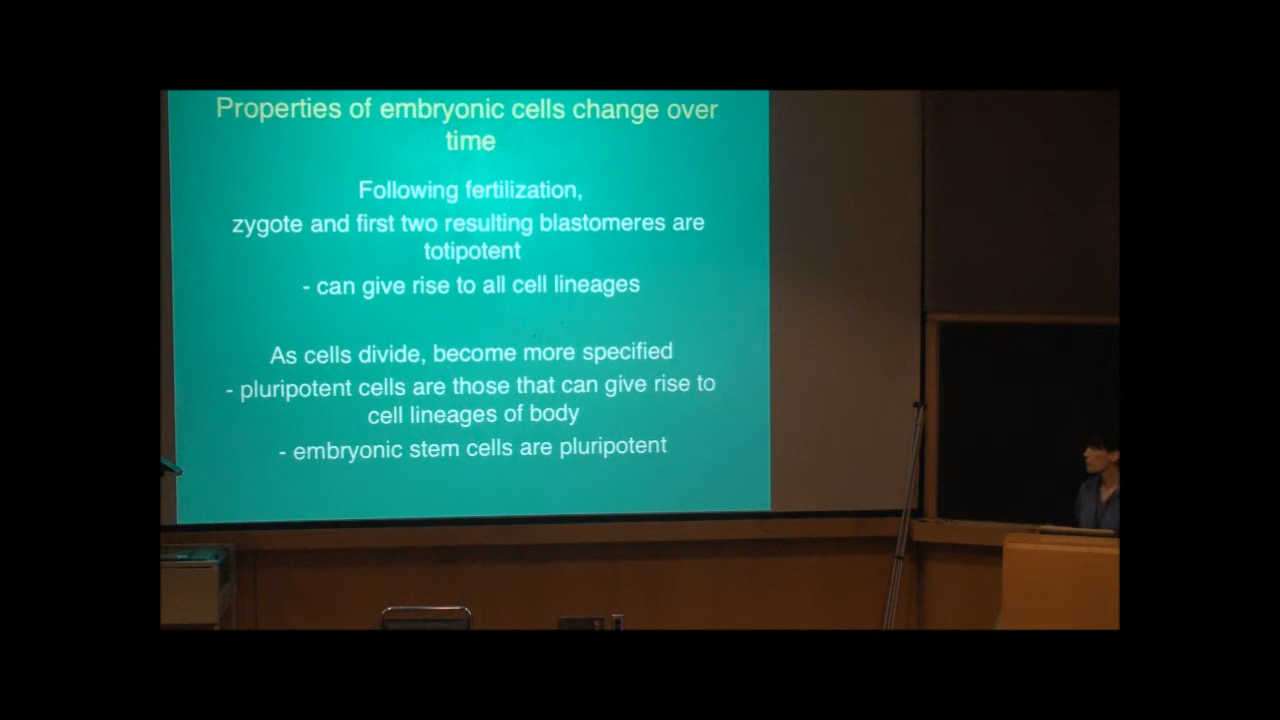 Properties of embryonic cells change over
time
Following fertilization,
zygote and first two resulting blastomeres are
totipotent
- can give rise to all cell lineages
As cells divide, become more specified
- pluripotent cells are those that can give rise to
cell lineages of body
- embryonic stem cells are pluripotent